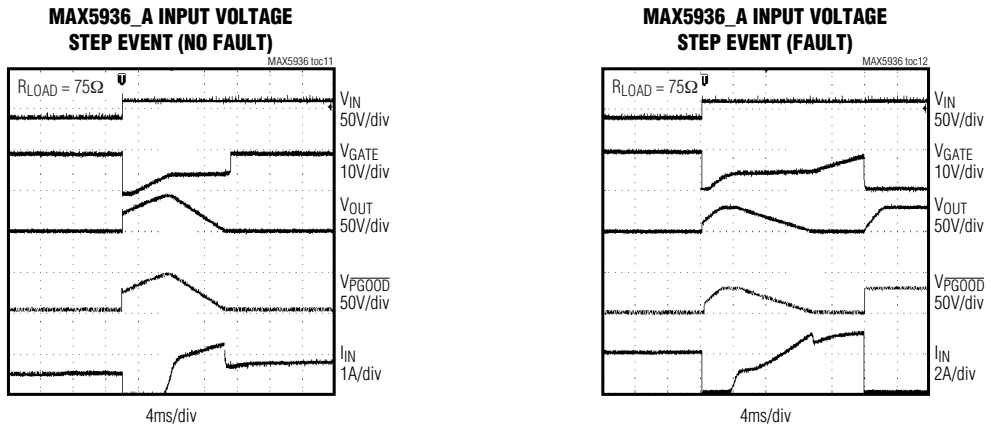 MAX5936_A INPUT VOLTAGE
STEP EVENT (NO FAULT)
MAX5936 toc11
RLOAD = 75Ω
T
VIN
50V/div
VGATE
10V/div
VOUT
50V/div
VPGOOD
50V/div
IIN
1A/div
4ms/div
MAX5936_A INPUT VOLTAGE
STEP EVENT (FAULT)
MAX5936 toc12
RLOAD = 75Ω
T
VIN
50V/div
VGATE
10V/div
VOUT
50V/div
VPGOOD
50V/div
IIN
2A/div
4ms/div